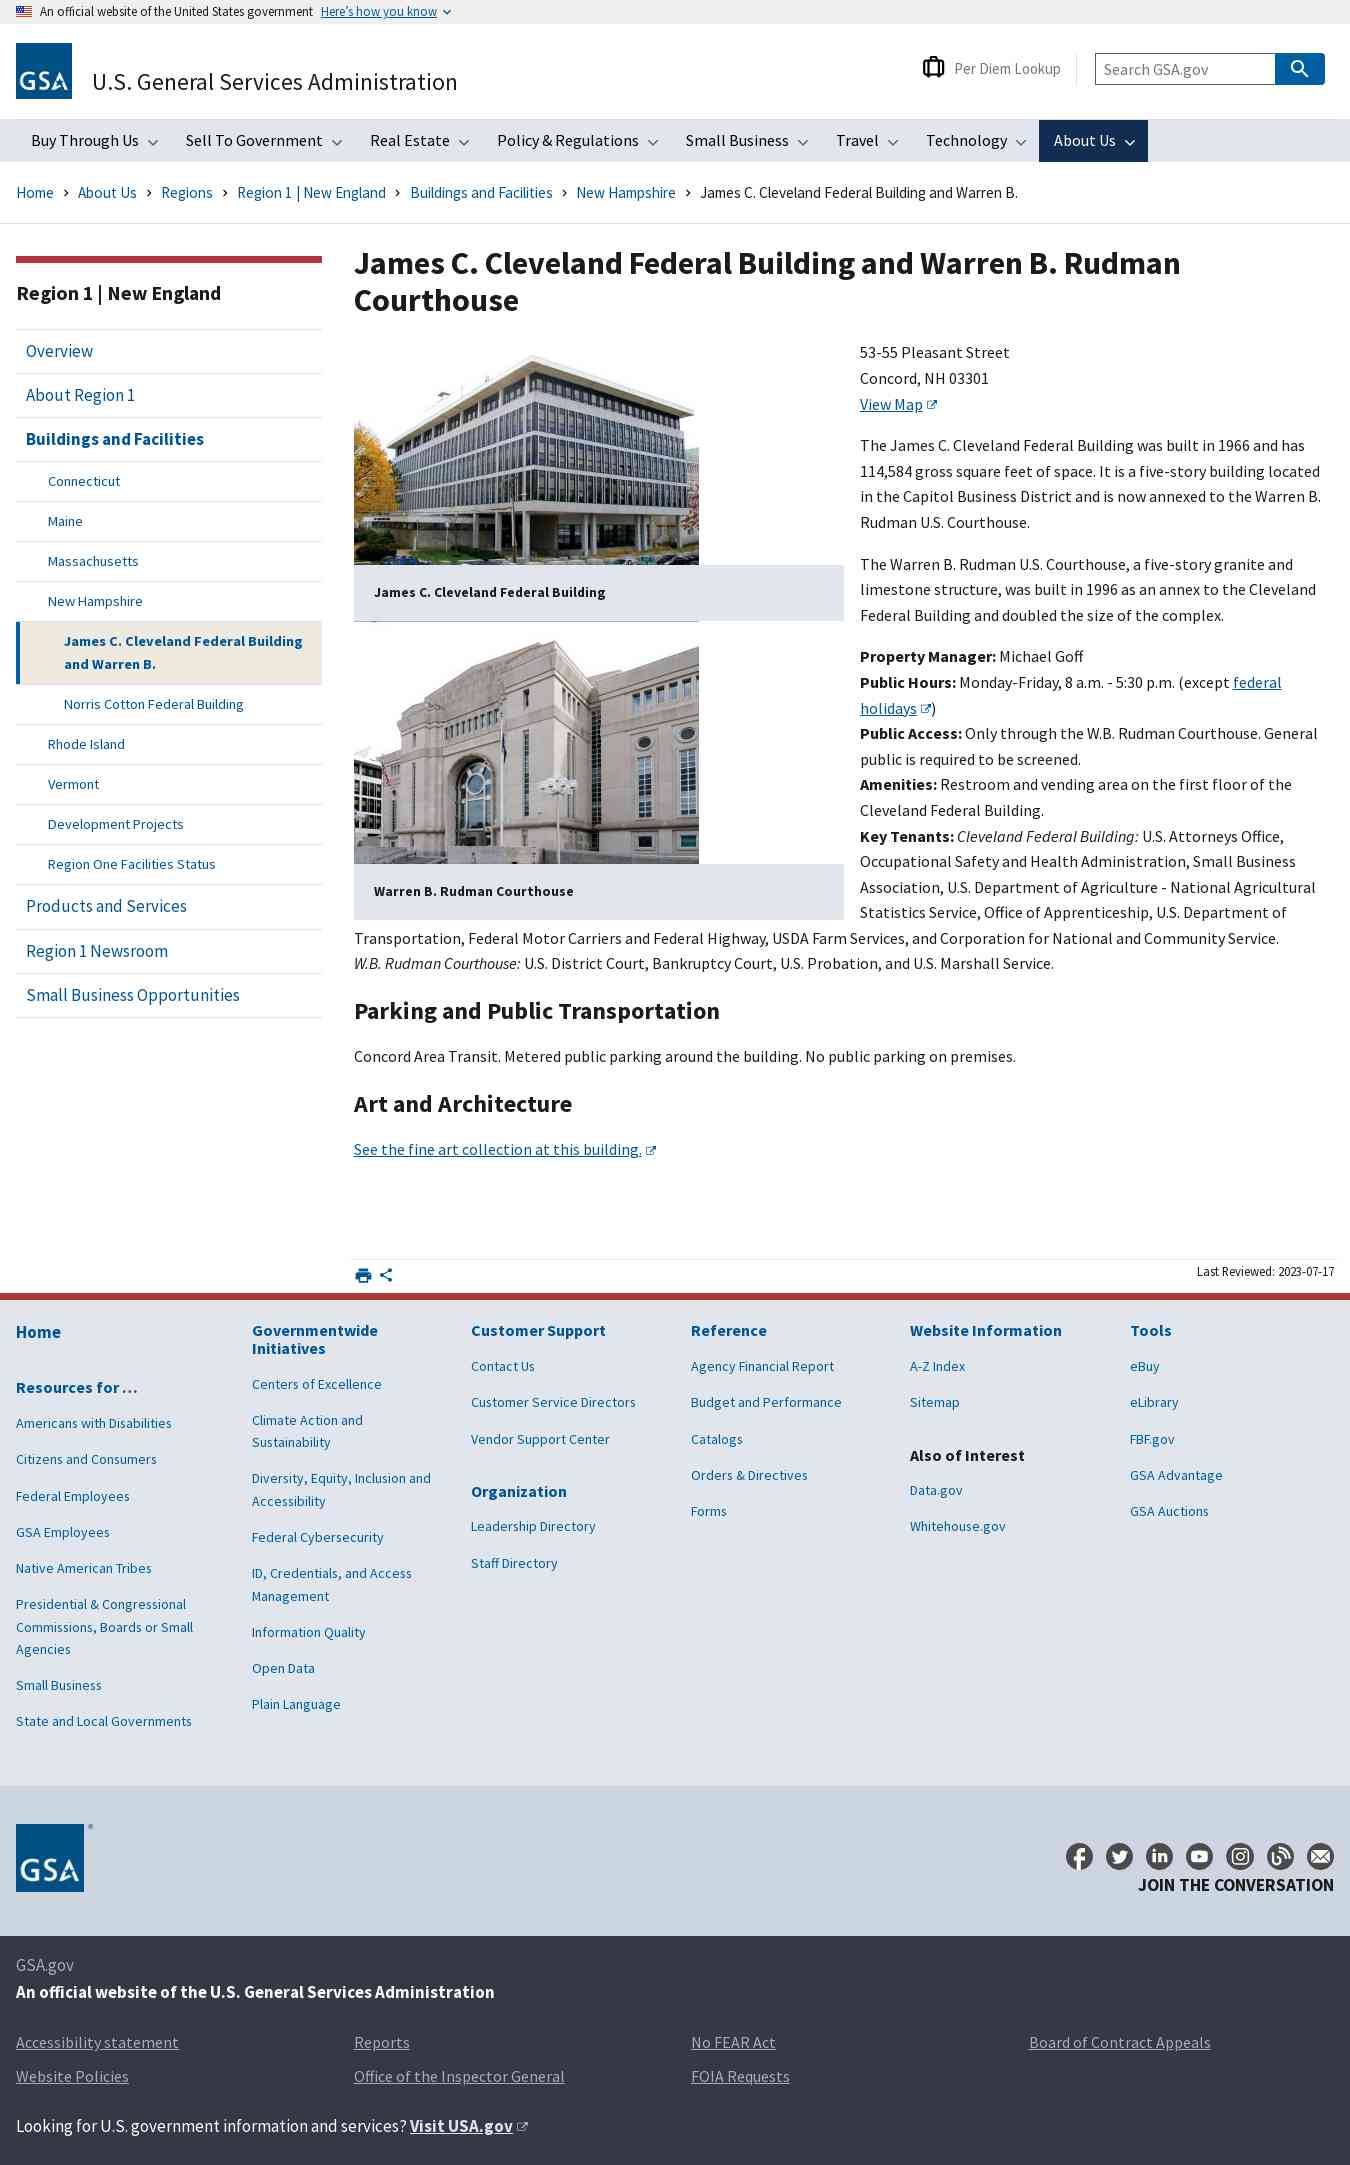 An official website of the United States government Here's how you know
GSA
U.S. General Services Administration
Per Diem Lookup
Search GSA.gov
Buy Through Us Sell To Government Real Estate Policy & Regulations Small Business Travel Technology About Us
Home About Us Regions Region 1 | New England Buildings and Facilities New Hampshire James C. Cleveland Federal Building and Warren B.
Region 1 | New England
Overview
About Region 1
Buildings and Facilities
Connecticut
Maine
Massachusetts
New Hampshire
James C. Cleveland Federal Building
and Warren B.
Norris Cotton Federal Building
Rhode Island
Vermont
Development Projects
Region One Facilities Status
Products and Services
Region 1 Newsroom
Small Business Opportunities
James C. Cleveland Federal Building and Warren B. Rudman
Courthouse
James C. Cleveland Federal Building
Warren B. Rudman Courthouse
53-55 Pleasant Street
Concord, NH 03301
View Map
The James C. Cleveland Federal Building was built in 1966 and has
114,584 gross square feet of space. It is a five-story building located
in the Capitol Business District and is now annexed to the Warren B.
Rudman U.S. Courthouse.
The Warren B. Rudman U.S. Courthouse, a five-story granite and
limestone structure, was built in 1996 as an annex to the Cleveland
Federal Building and doubled the size of the complex.
Property Manager: Michael Goff
Public Hours: Monday-Friday, 8 a.m. - 5:30 p.m. (except federal
holidays)
Public Access: Only through the W.B. Rudman Courthouse. General
public is required to be screened.
Amenities: Restroom and vending area on the first floor of the
Cleveland Federal Building.
Key Tenants: Cleveland Federal Building: U.S. Attorneys Office,
Occupational Safety and Health Administration, Small Business
Association, U.S. Department of Agriculture - National Agricultural
Statistics Service, Office of Apprenticeship, U.S. Department of
Transportation, Federal Motor Carriers and Federal Highway, USDA Farm Services, and Corporation for National and Community Service.
W.B. Rudman Courthouse: U.S. District Court, Bankruptcy Court, U.S. Probation, and U.S. Marshall Service.
Parking and Public Transportation
Concord Area Transit. Metered public parking around the building. No public parking on premises.
Art and Architecture
See the fine art collection at this building.
Last Reviewed: 2023-07-17
Home
Resources for …
Americans with Disabilities
Citizens and Consumers
Federal Employees
GSA Employees
Native American Tribes
Presidential & Congressional
Commissions, Boards or Small
Agencies
Small Business
State and Local Governments
Governmentwide
Initiatives
Centers of Excellence
Climate Action and
Sustainability
Diversity, Equity, Inclusion and
Accessibility
Federal Cybersecurity
ID, Credentials, and Access
Management
Information Quality
Open Data
Plain Language
Customer Support
Contact Us
Customer Service Directors
Vendor Support Center
Organization
Leadership Directory
Staff Directory
Reference
Agency Financial Report
Budget and Performance
Catalogs
Orders & Directives
Forms
Website Information
A-Z Index
Sitemap
Also of Interest
Data.gov
Whitehouse.gov
Tools
eBuy
eLibrary
FBF.gov
GSA Advantage
GSA Auctions
GSA ®
JOIN THE CONVERSATION
GSA.gov
An official website of the U.S. General Services Administration
Accessibility statement Reports No FEAR Act Board of Contract Appeals
Website Policies Office of the Inspector General FOIA Requests
Looking for U.S. government information and services? Visit USA.gov